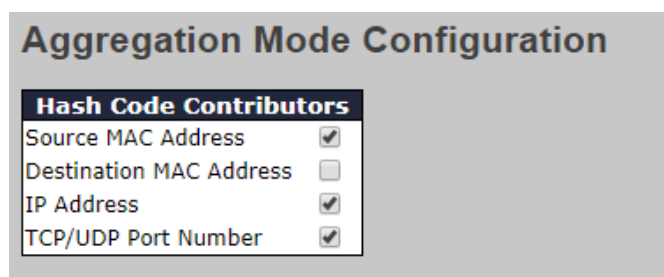 Aggregation Mode Configuration
Hash Code Contributors
Source MAC Address
Destination MAC Address
IP Address
TCP/UDP Port Number